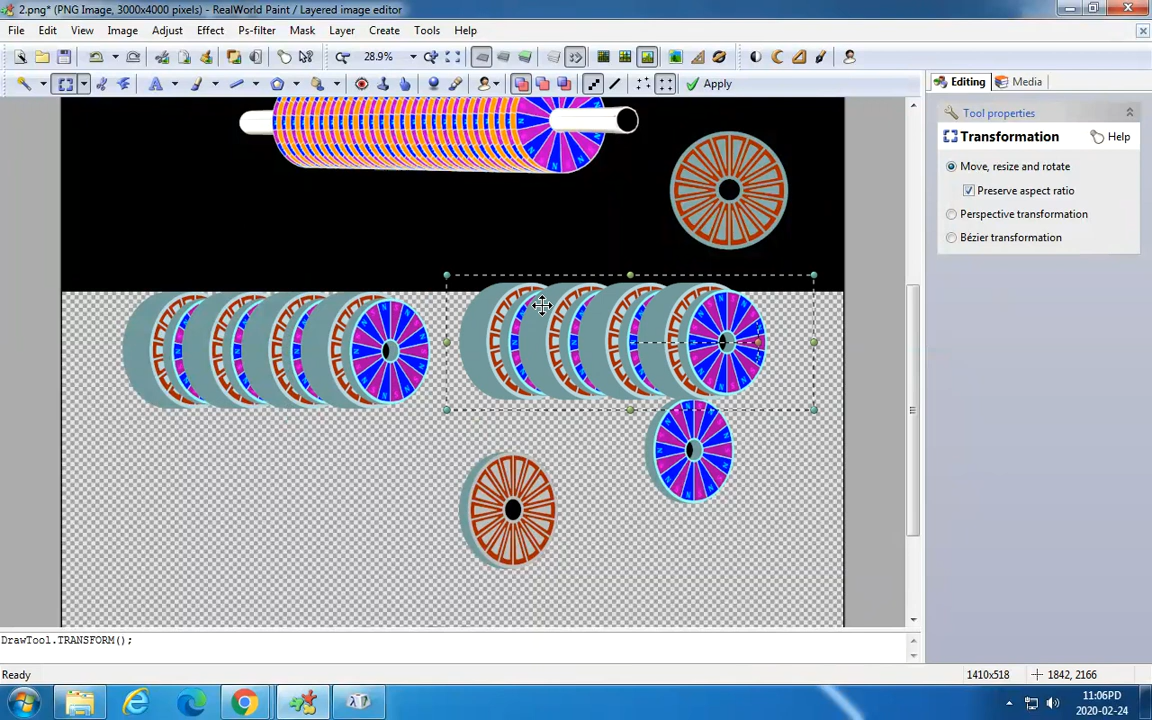 2.png* (PNG Image, 3000x4000 pixels) - RealWorld Paint / Layered image editor
File Edit View Image Adjust Effect Ps-filter Mask Layer Create Tools Help
28.9%
Apply
Editing Media
Tool properties
Transformation Help
Move, resize and rotate
Preserve aspect ratio
Perspective transformation
Bézier transformation
DrawTool.TRANSFORM();
Ready 1410x518 1842, 2166
11:06PD
2020-02-24